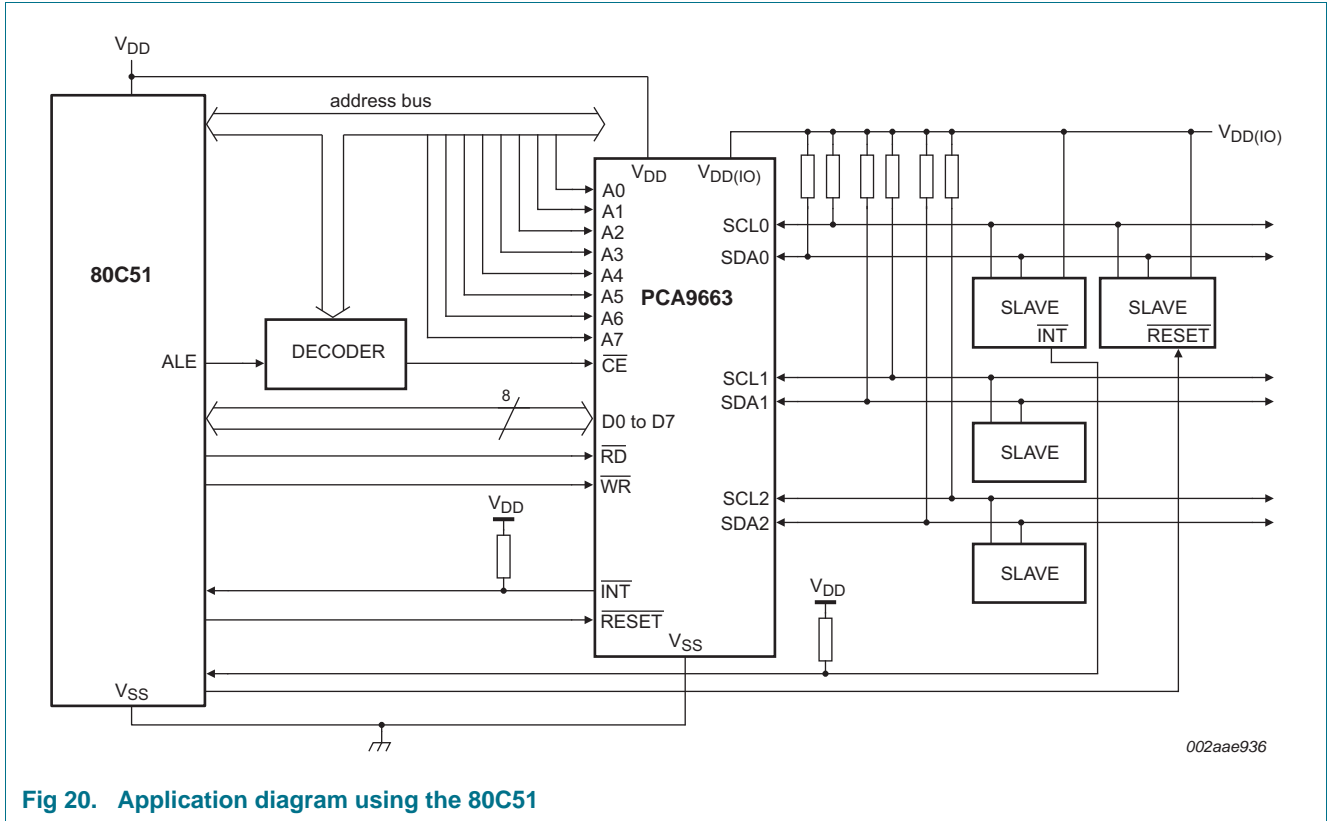 VDD
address bus
80C51
VDD
VDD(IO)
VDD(IO)
A0
A1
A2
A3
A4
A5
A6
A7
PCA9663
SCL0
SDA0
SLAVE
INT
SLAVE
RESET
ALE
DECODER
CE
SCL1
SDA1
8
D0 to D7
RD
WR
SLAVE
SCL2
SDA2
VDD
SLAVE
INT
RESET
VDD
VSS
VSS
002aae936
Fig 20. Application diagram using the 80C51